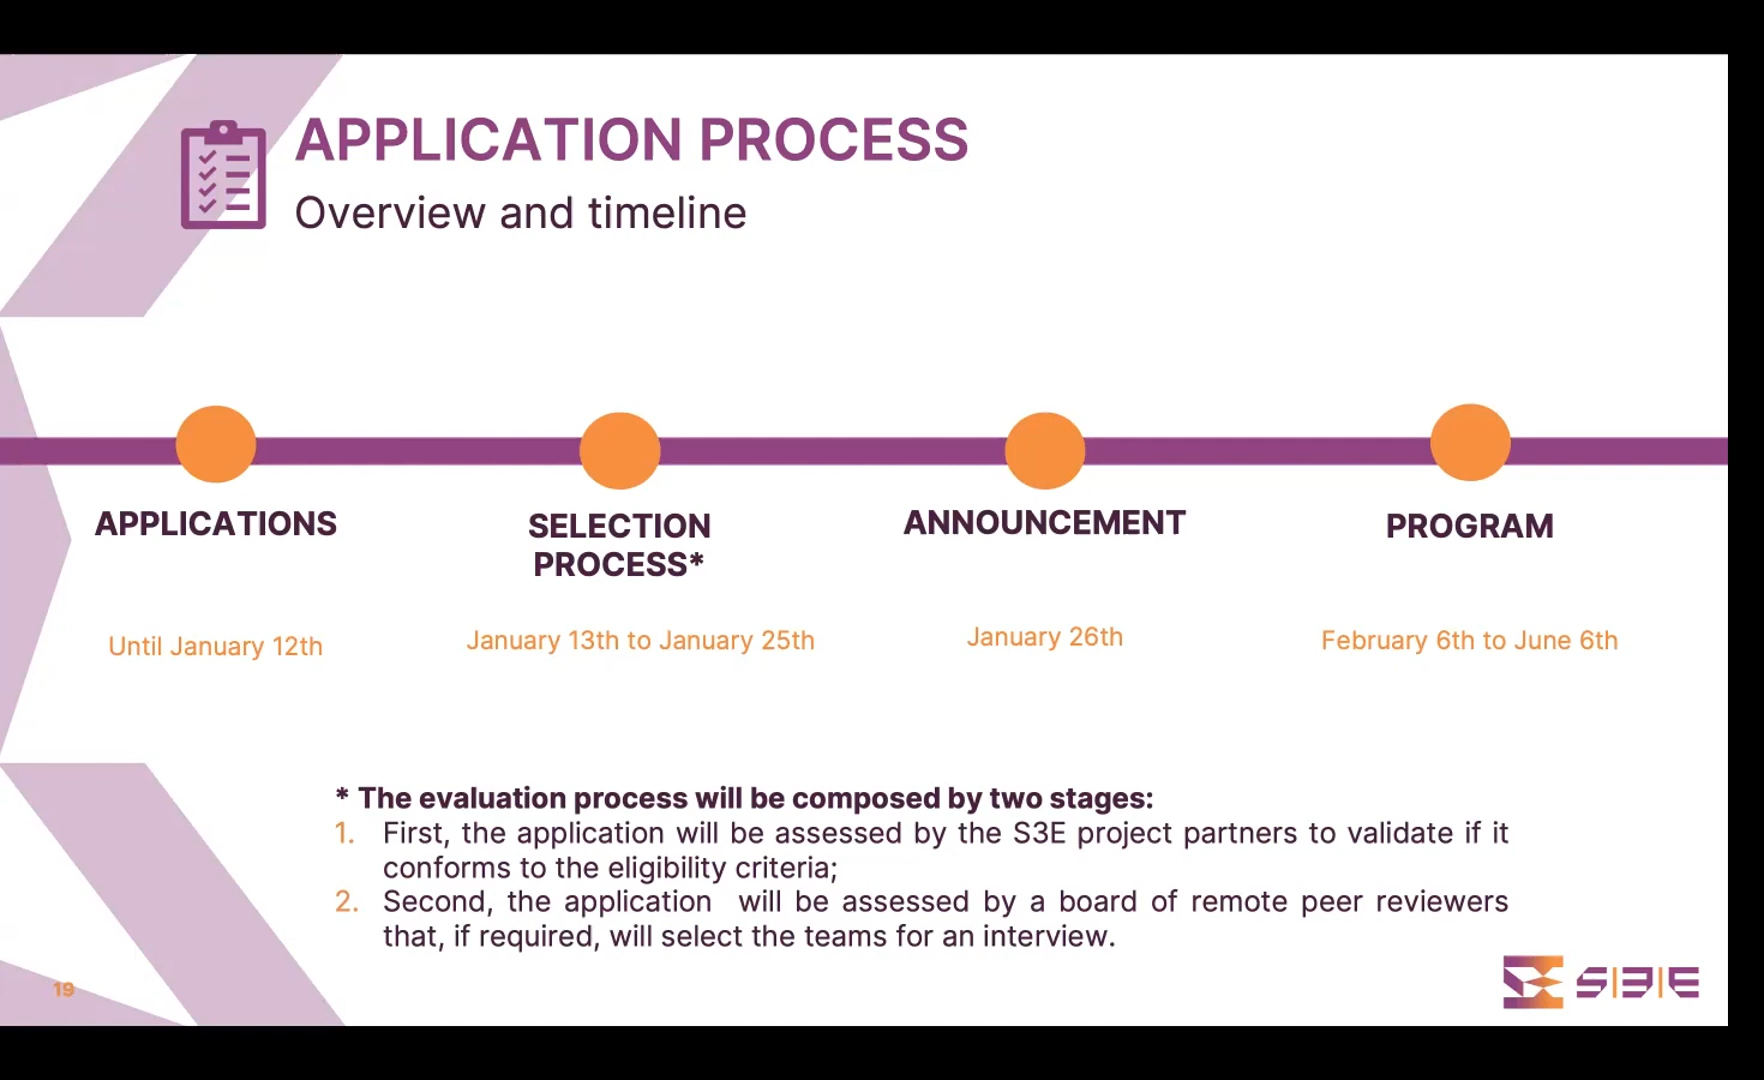 APPLICATION PROCESS
Overview and timeline
APPLICATIONS
Until January 12th
SELECTION
PROCESS*
January 13th to January 25th
ANNOUNCEMENT
January 26th
PROGRAM
February 6th to June 6th
* The evaluation process will be composed by two stages:
1. First, the application will be assessed by the S3E project partners to validate if it
conforms to the eligibility criteria;
2. Second, the application  will be assessed by a board of remote peer reviewers
that, if required, will select the teams for an interview.
19
S|3|E